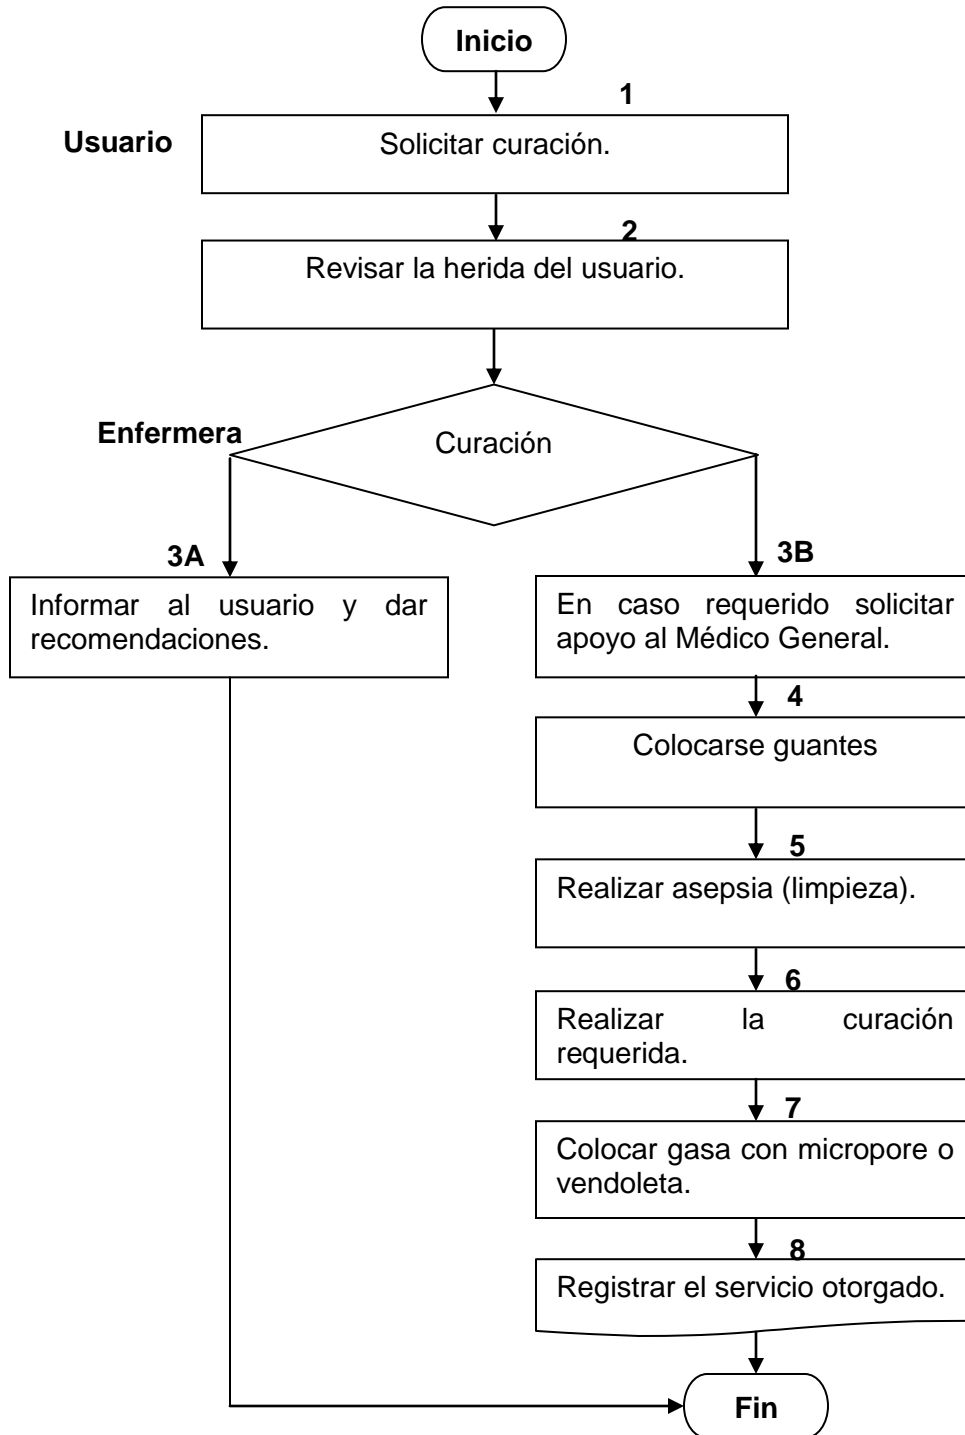 Inicio
1
Usuario
Solicitar curación.
2
Revisar la herida del usuario.
Enfermera
Curación
3A
3B
Informar al usuario y dar
recomendaciones.
En caso requerido solicitar
apoyo al Médico General.
4
Colocarse guantes
5
Realizar asepsia (limpieza).
6
Realizar la curación
requerida.
7
Colocar gasa con micropore o
vendoleta.
8
Registrar el servicio otorgado.
Fin